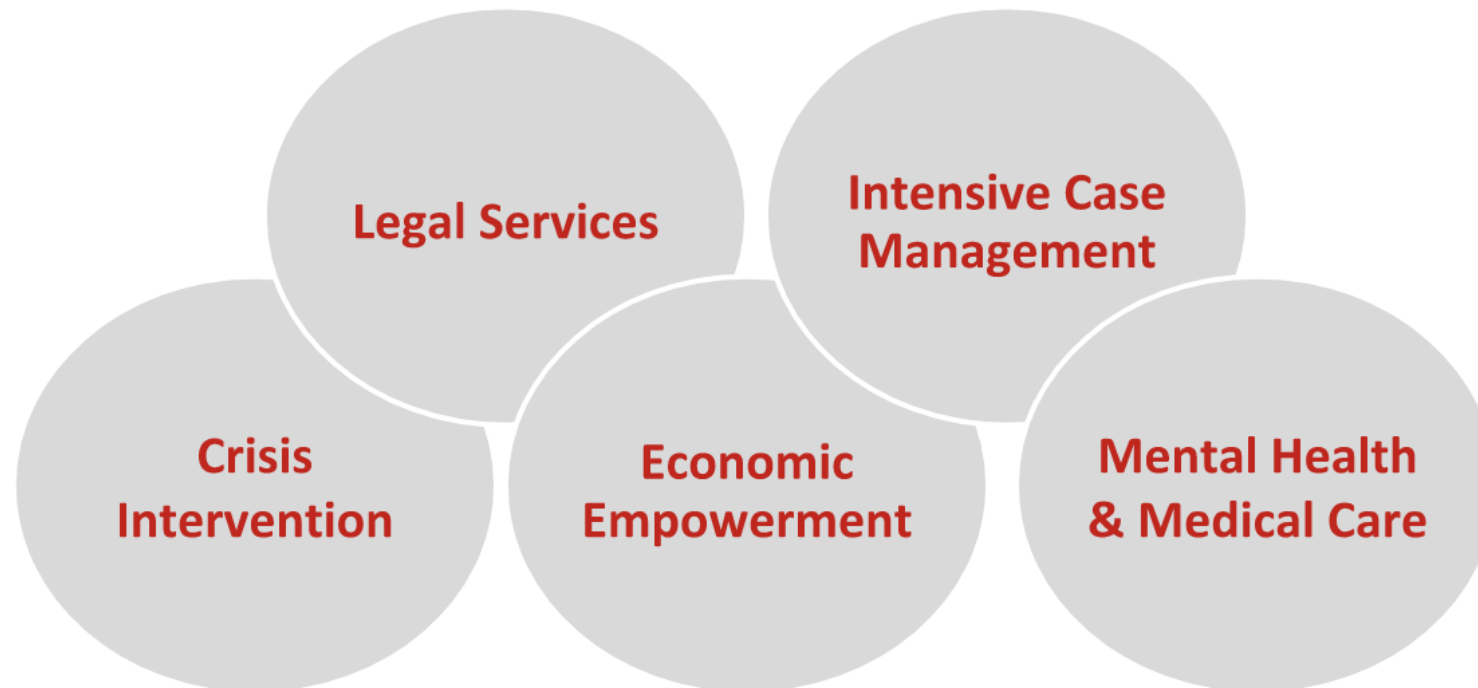 Legal Services
Intensive Case
Management
Crisis
Intervention
Economic
Empowerment
Mental Health
& Medical Care